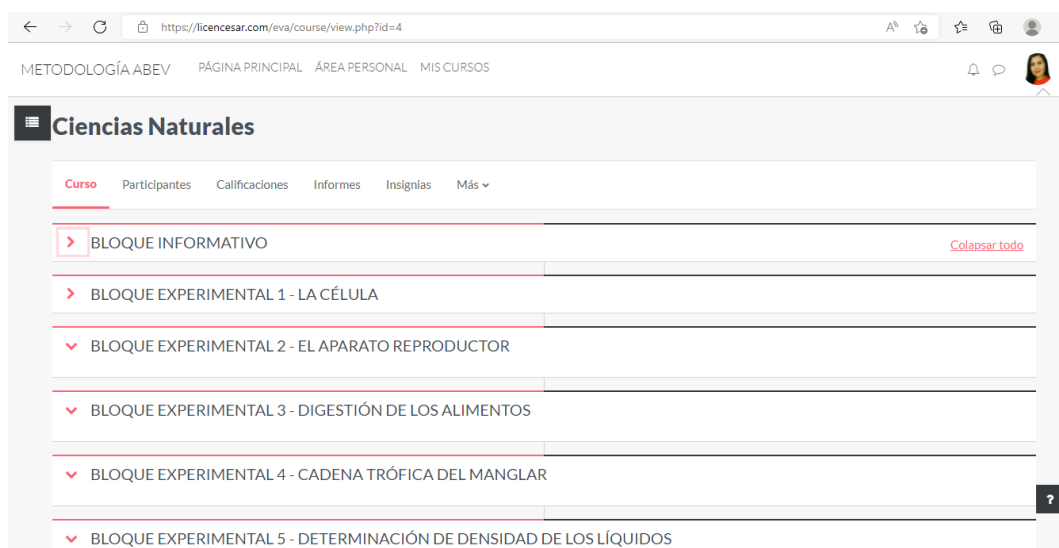 https://licencesar.com/eva/course/view.php?id=4
METODOLOGÍA ABEV PÁGINA PRINCIPAL ÁREA PERSONAL MIS CURSOS
Ciencias Naturales
Curso Participantes Calificaciones Informes Insignias Más
BLOQUE INFORMATIVO Colapsar todo
BLOQUE EXPERIMENTAL 1 - LA CÉLULA
BLOQUE EXPERIMENTAL 2 - EL APARATO REPRODUCTOR
BLOQUE EXPERIMENTAL 3 - DIGESTIÓN DE LOS ALIMENTOS
BLOQUE EXPERIMENTAL 4 - CADENA TRÓFICA DEL MANGLAR
?
BLOQUE EXPERIMENTAL 5 - DETERMINACIÓN DE DENSIDAD DE LOS LÍQUIDOS